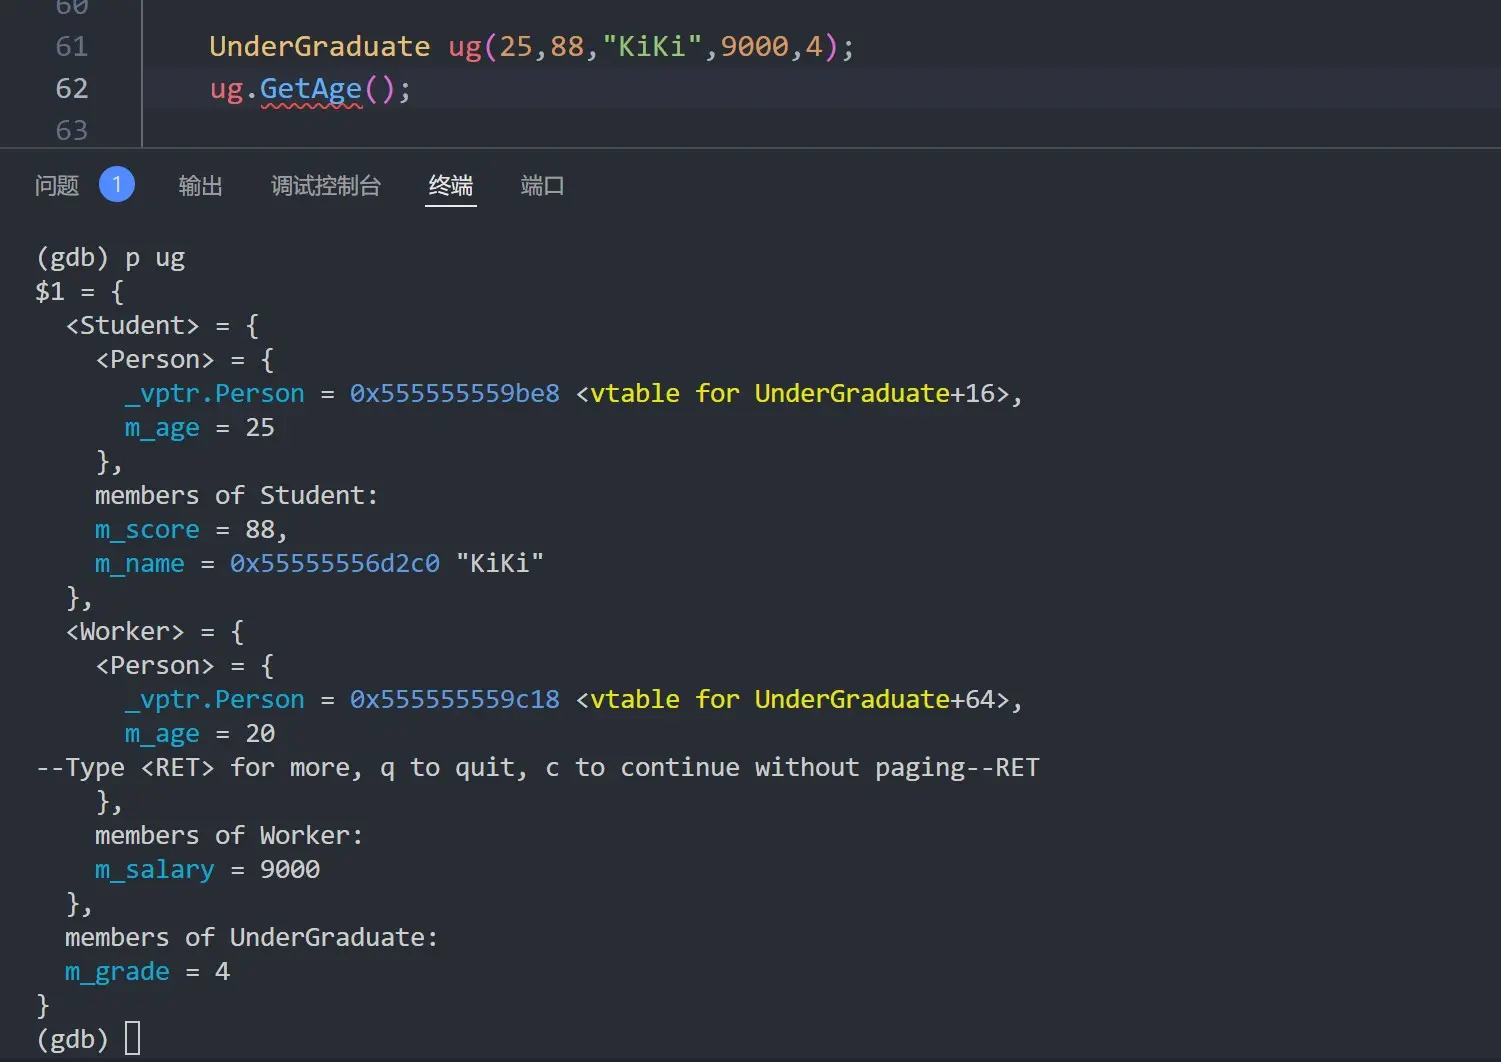 60
61 UnderGraduate ug(25,88,"KiKi",9000,4);
62 ug.GetAge();
63
问题 1 输出 调试控制台 终端 端口
(gdb) p ug
$1 = {
  <Student> = {
    <Person> = {
      _vptr.Person = 0x555555559be8 <vtable for UnderGraduate+16>,
      m_age = 25
    },
    members of Student:
    m_score = 88,
    m_name = 0x55555556d2c0 "KiKi"
  },
  <Worker> = {
    <Person> = {
      _vptr.Person = 0x555555559c18 <vtable for UnderGraduate+64>,
      m_age = 20
--Type <RET> for more, q to quit, c to continue without paging--RET
    },
    members of Worker:
    m_salary = 9000
  },
  members of UnderGraduate:
  m_grade = 4
}
(gdb)